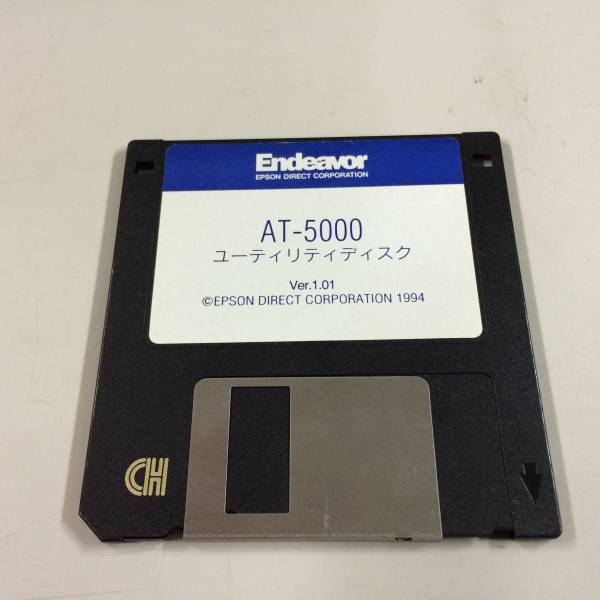 Endeavor
EPSON DIRECT CORPORATION
AT-5000
ユーティリティディスク
Ver.1.01
©EPSON DIRECT CORPORATION 1994
CH